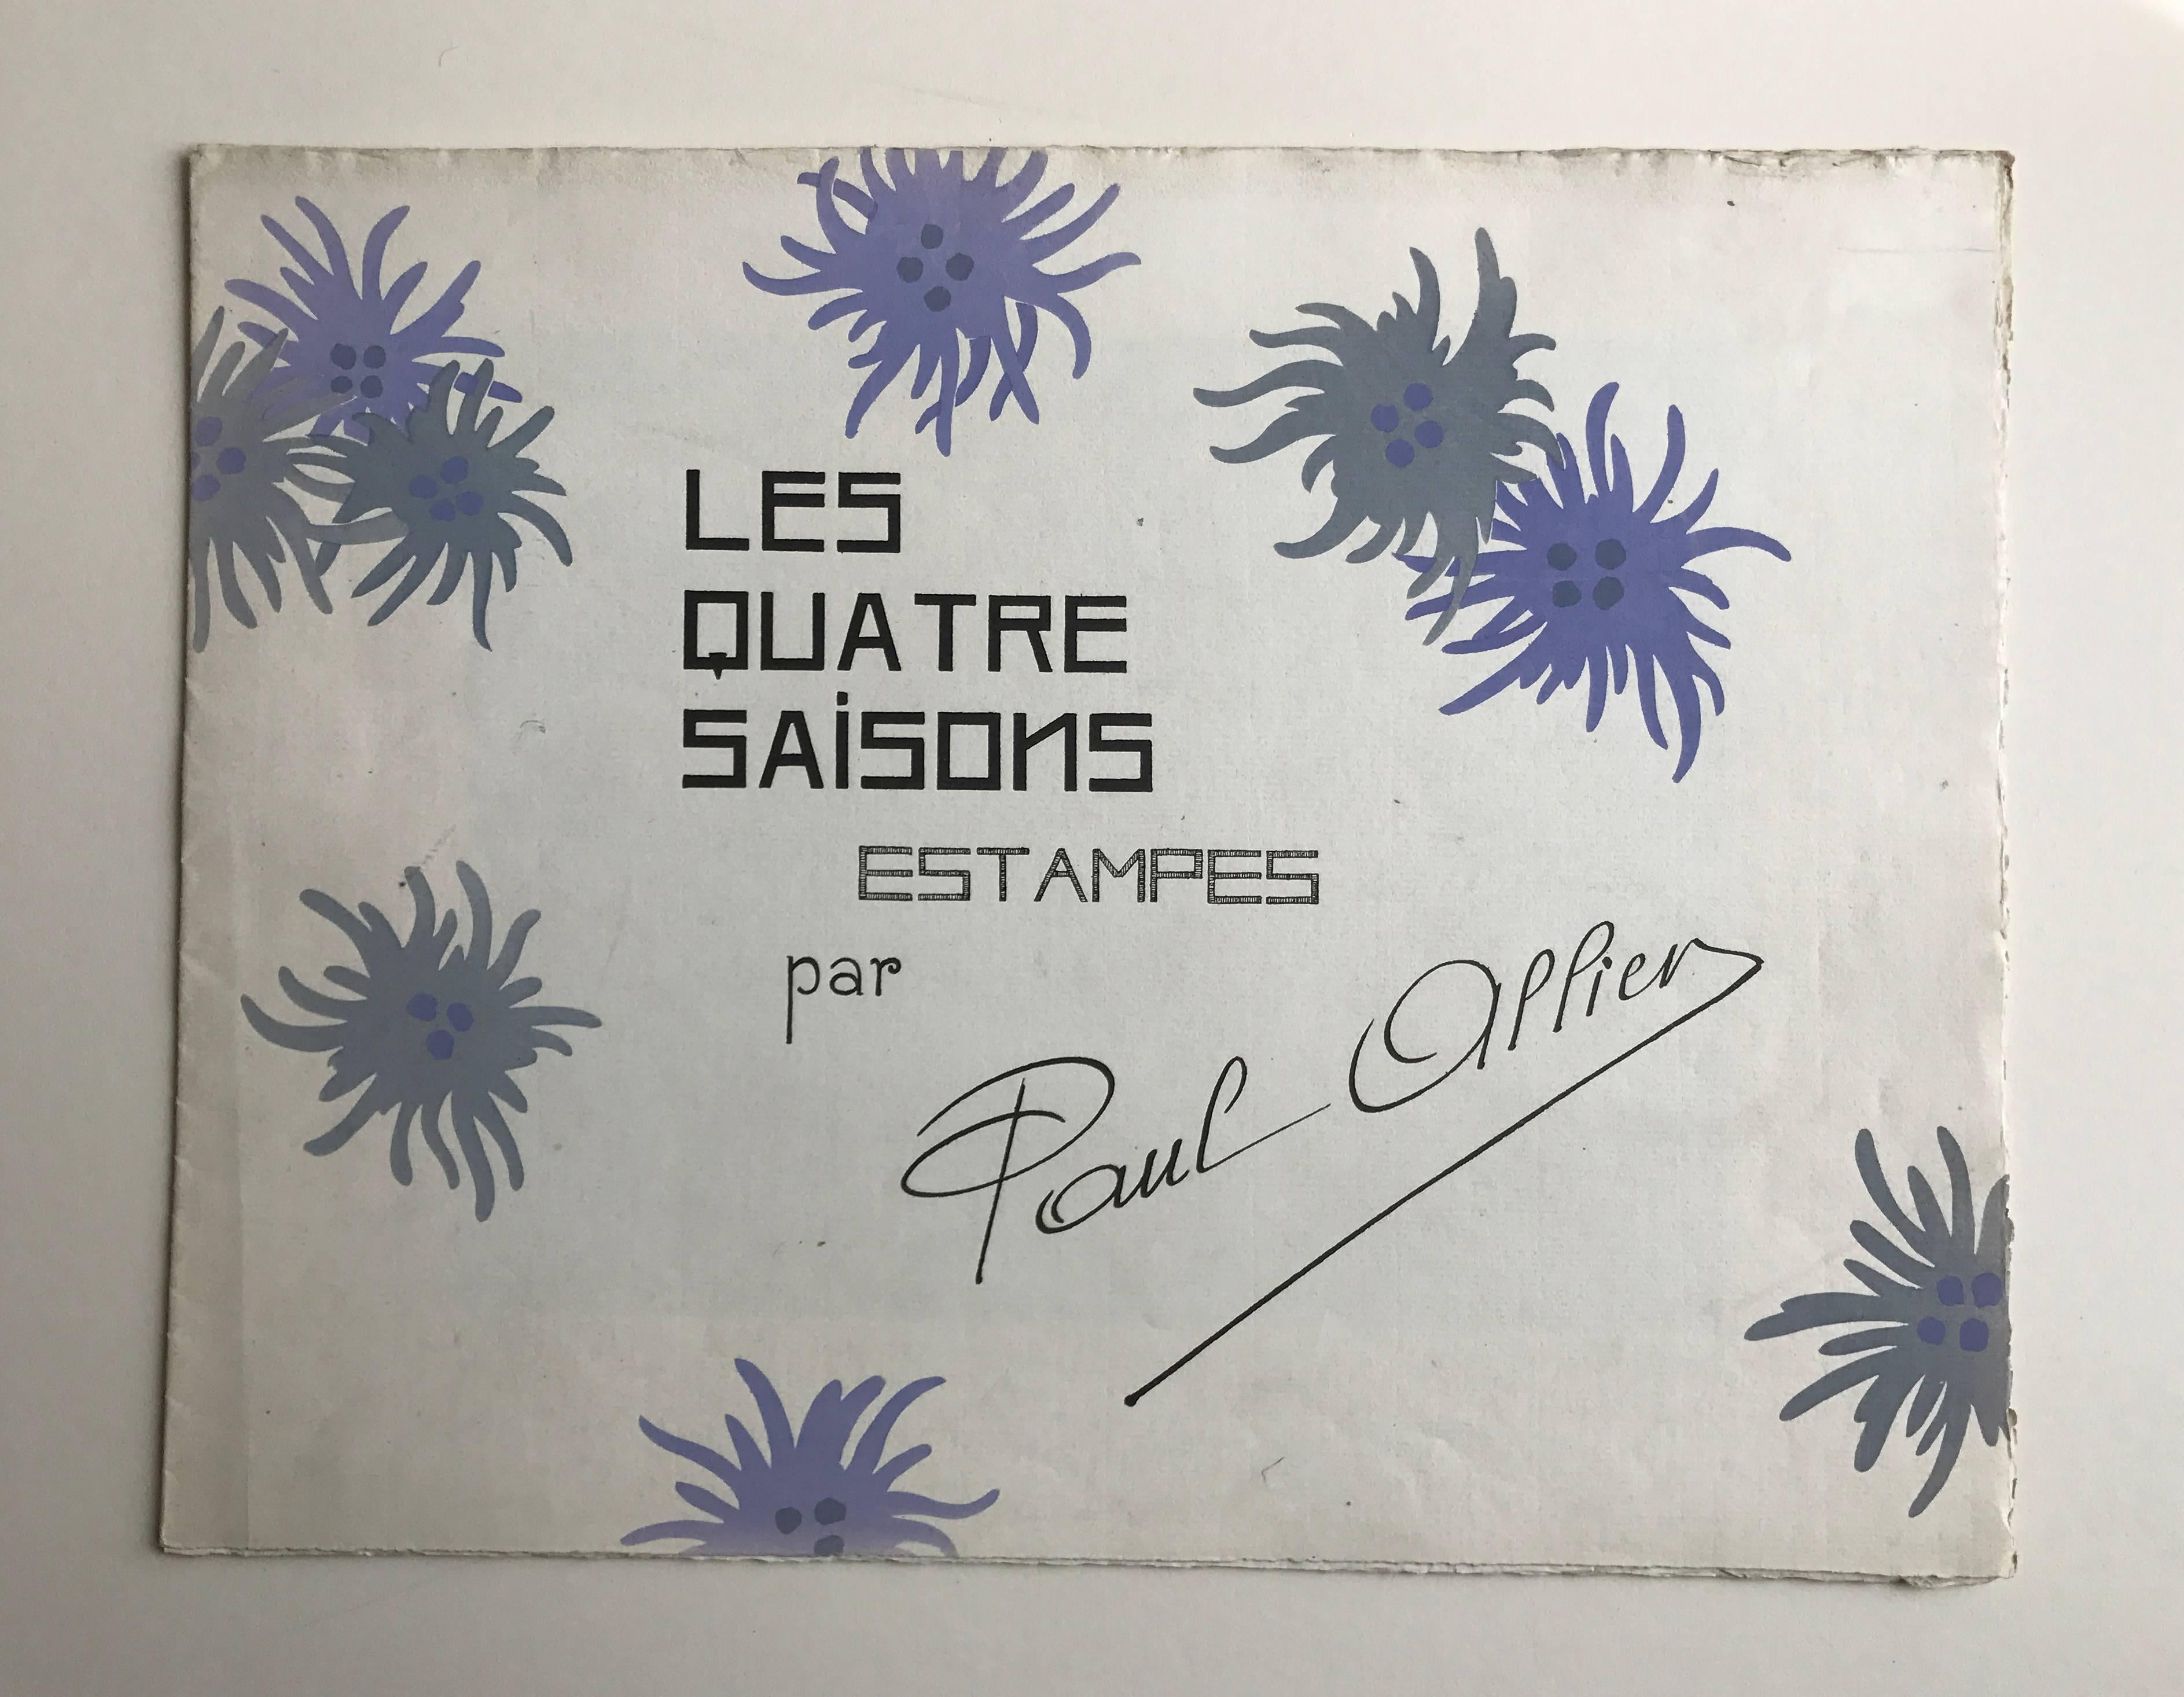 LES
QUATRE
SAiSONS
ESTAMPES
par
Paul Allier